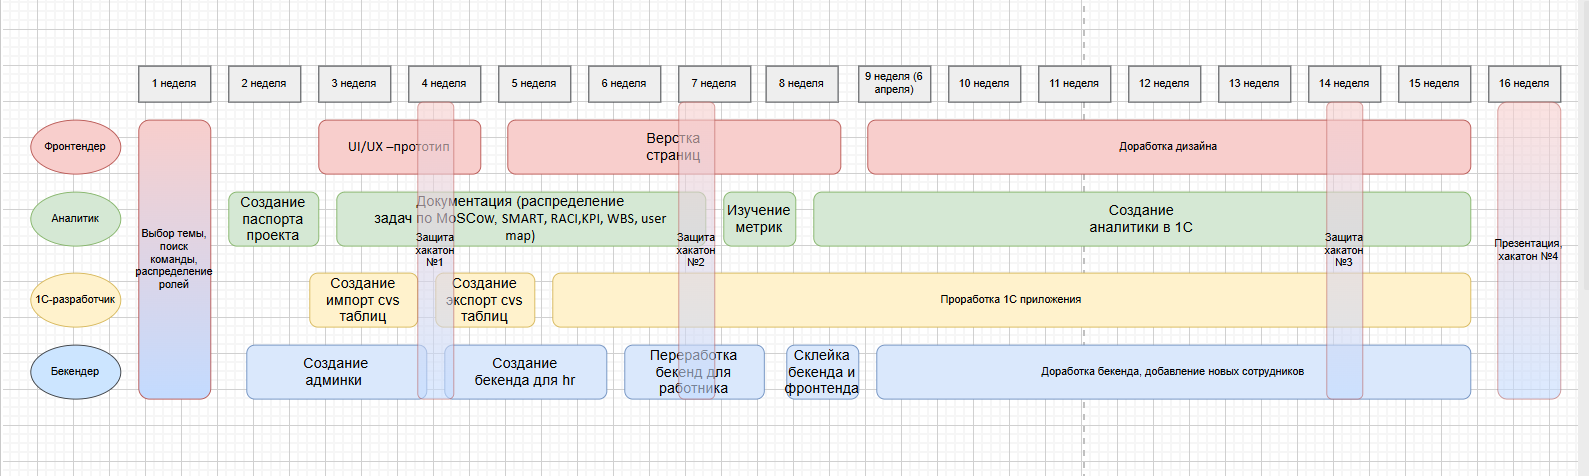 1 неделя
2 неделя
3 неделя
4 неделя
5 неделя
6 неделя
7 неделя
8 неделя
9 неделя (6
апреля)
10 неделя
11 неделя
12 неделя
13 неделя
14 неделя
15 неделя
16 неделя
Фронтендер
UI/UX –прототип
Верстка
страниц
Доработка дизайна
Аналитик
Создание
паспорта
проекта
Документация (распределение
задач по MoSCow, SMART, RACI,KPI, WBS, user
map)
Изучение
метрик
Создание
аналитики в 1С
Выбор темы,
поиск
команды,
распределение
ролей
Защита
хакатон
№1
Защита
хакатон
№2
Защита
хакатон
№3
Презентация,
хакатон №4
1С-разработчик
Создание
импорт cvs
таблиц
Создание
экспорт cvs
таблиц
Проработка 1С приложения
Бекендер
Создание
админки
Создание
бекенда для hr
Переработка
бекенд для
работника
Склейка
бекенда и
фронтенда
Доработка бекенда, добавление новых сотрудников